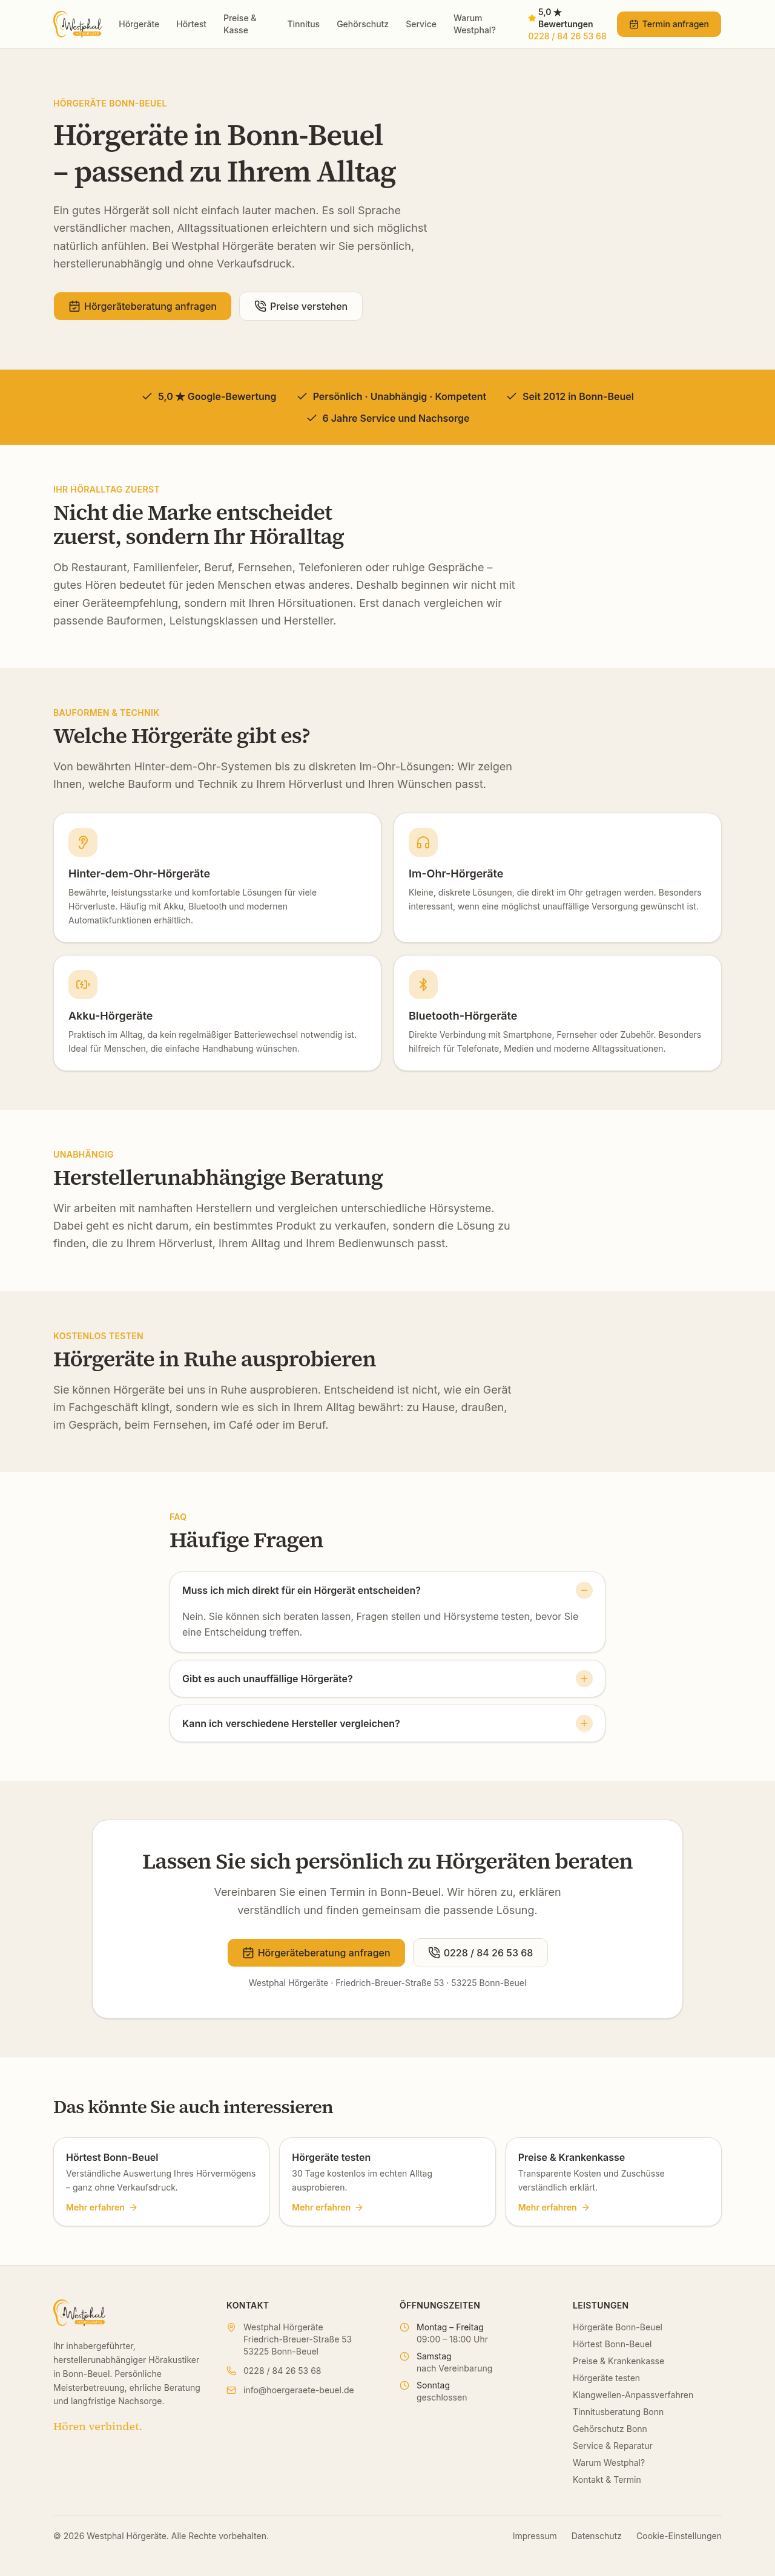 Westphal
HÖRGERÄTE
Hörgeräte
Hörtest
Preise &
Kasse
Tinnitus
Gehörschutz
Service
Warum
Westphal?
5,0 ★
Bewertungen
0228 / 84 26 53 68
Termin anfragen
HÖRGERÄTE BONN-BEUEL
Hörgeräte in Bonn-Beuel
– passend zu Ihrem Alltag
Ein gutes Hörgerät soll nicht einfach lauter machen. Es soll Sprache
verständlicher machen, Alltagssituationen erleichtern und sich möglichst
natürlich anfühlen. Bei Westphal Hörgeräte beraten wir Sie persönlich,
herstellerunabhängig und ohne Verkaufsdruck.
Hörgeräteberatung anfragen
Preise verstehen
5,0 ★ Google-Bewertung
Persönlich · Unabhängig · Kompetent
Seit 2012 in Bonn-Beuel
6 Jahre Service und Nachsorge
IHR HÖRALLTAG ZUERST
Nicht die Marke entscheidet
zuerst, sondern Ihr Höralltag
Ob Restaurant, Familienfeier, Beruf, Fernsehen, Telefonieren oder ruhige Gespräche –
gutes Hören bedeutet für jeden Menschen etwas anderes. Deshalb beginnen wir nicht mit
einer Geräteempfehlung, sondern mit Ihren Hörsituationen. Erst danach vergleichen wir
passende Bauformen, Leistungsklassen und Hersteller.
BAUFORMEN & TECHNIK
Welche Hörgeräte gibt es?
Von bewährten Hinter-dem-Ohr-Systemen bis zu diskreten Im-Ohr-Lösungen: Wir zeigen
Ihnen, welche Bauform und Technik zu Ihrem Hörverlust und Ihren Wünschen passt.
Hinter-dem-Ohr-Hörgeräte
Bewährte, leistungsstarke und komfortable Lösungen für viele
Hörverluste. Häufig mit Akku, Bluetooth und modernen
Automatikfunktionen erhältlich.
Im-Ohr-Hörgeräte
Kleine, diskrete Lösungen, die direkt im Ohr getragen werden. Besonders
interessant, wenn eine möglichst unauffällige Versorgung gewünscht ist.
Akku-Hörgeräte
Praktisch im Alltag, da kein regelmäßiger Batteriewechsel notwendig ist.
Ideal für Menschen, die einfache Handhabung wünschen.
Bluetooth-Hörgeräte
Direkte Verbindung mit Smartphone, Fernseher oder Zubehör. Besonders
hilfreich für Telefonate, Medien und moderne Alltagssituationen.
UNABHÄNGIG
Herstellerunabhängige Beratung
Wir arbeiten mit namhaften Herstellern und vergleichen unterschiedliche Hörsysteme.
Dabei geht es nicht darum, ein bestimmtes Produkt zu verkaufen, sondern die Lösung zu
finden, die zu Ihrem Hörverlust, Ihrem Alltag und Ihrem Bedienwunsch passt.
KOSTENLOS TESTEN
Hörgeräte in Ruhe ausprobieren
Sie können Hörgeräte bei uns in Ruhe ausprobieren. Entscheidend ist nicht, wie ein Gerät
im Fachgeschäft klingt, sondern wie es sich in Ihrem Alltag bewährt: zu Hause, draußen,
im Gespräch, beim Fernsehen, im Café oder im Beruf.
FAQ
Häufige Fragen
Muss ich mich direkt für ein Hörgerät entscheiden?
Nein. Sie können sich beraten lassen, Fragen stellen und Hörsysteme testen, bevor Sie
eine Entscheidung treffen.
Gibt es auch unauffällige Hörgeräte?
Kann ich verschiedene Hersteller vergleichen?
Lassen Sie sich persönlich zu Hörgeräten beraten
Vereinbaren Sie einen Termin in Bonn-Beuel. Wir hören zu, erklären
verständlich und finden gemeinsam die passende Lösung.
Hörgeräteberatung anfragen
0228 / 84 26 53 68
Westphal Hörgeräte · Friedrich-Breuer-Straße 53 · 53225 Bonn-Beuel
Das könnte Sie auch interessieren
Hörtest Bonn-Beuel
Verständliche Auswertung Ihres Hörvermögens
– ganz ohne Verkaufsdruck.
Mehr erfahren →
Hörgeräte testen
30 Tage kostenlos im echten Alltag
ausprobieren.
Mehr erfahren →
Preise & Krankenkasse
Transparente Kosten und Zuschüsse
verständlich erklärt.
Mehr erfahren →
Westphal
HÖRGERÄTE
Ihr inhabergeführter,
herstellerunabhängiger Hörakustiker
in Bonn-Beuel. Persönliche
Meisterbetreuung, ehrliche Beratung
und langfristige Nachsorge.
Hören verbindet.
KONTAKT
Westphal Hörgeräte
Friedrich-Breuer-Straße 53
53225 Bonn-Beuel
0228 / 84 26 53 68
info@hoergeraete-beuel.de
ÖFFNUNGSZEITEN
Montag – Freitag
09:00 – 18:00 Uhr
Samstag
nach Vereinbarung
Sonntag
geschlossen
LEISTUNGEN
Hörgeräte Bonn-Beuel
Hörtest Bonn-Beuel
Preise & Krankenkasse
Hörgeräte testen
Klangwellen-Anpassverfahren
Tinnitusberatung Bonn
Gehörschutz Bonn
Service & Reparatur
Warum Westphal?
Kontakt & Termin
© 2026 Westphal Hörgeräte. Alle Rechte vorbehalten.
Impressum
Datenschutz
Cookie-Einstellungen